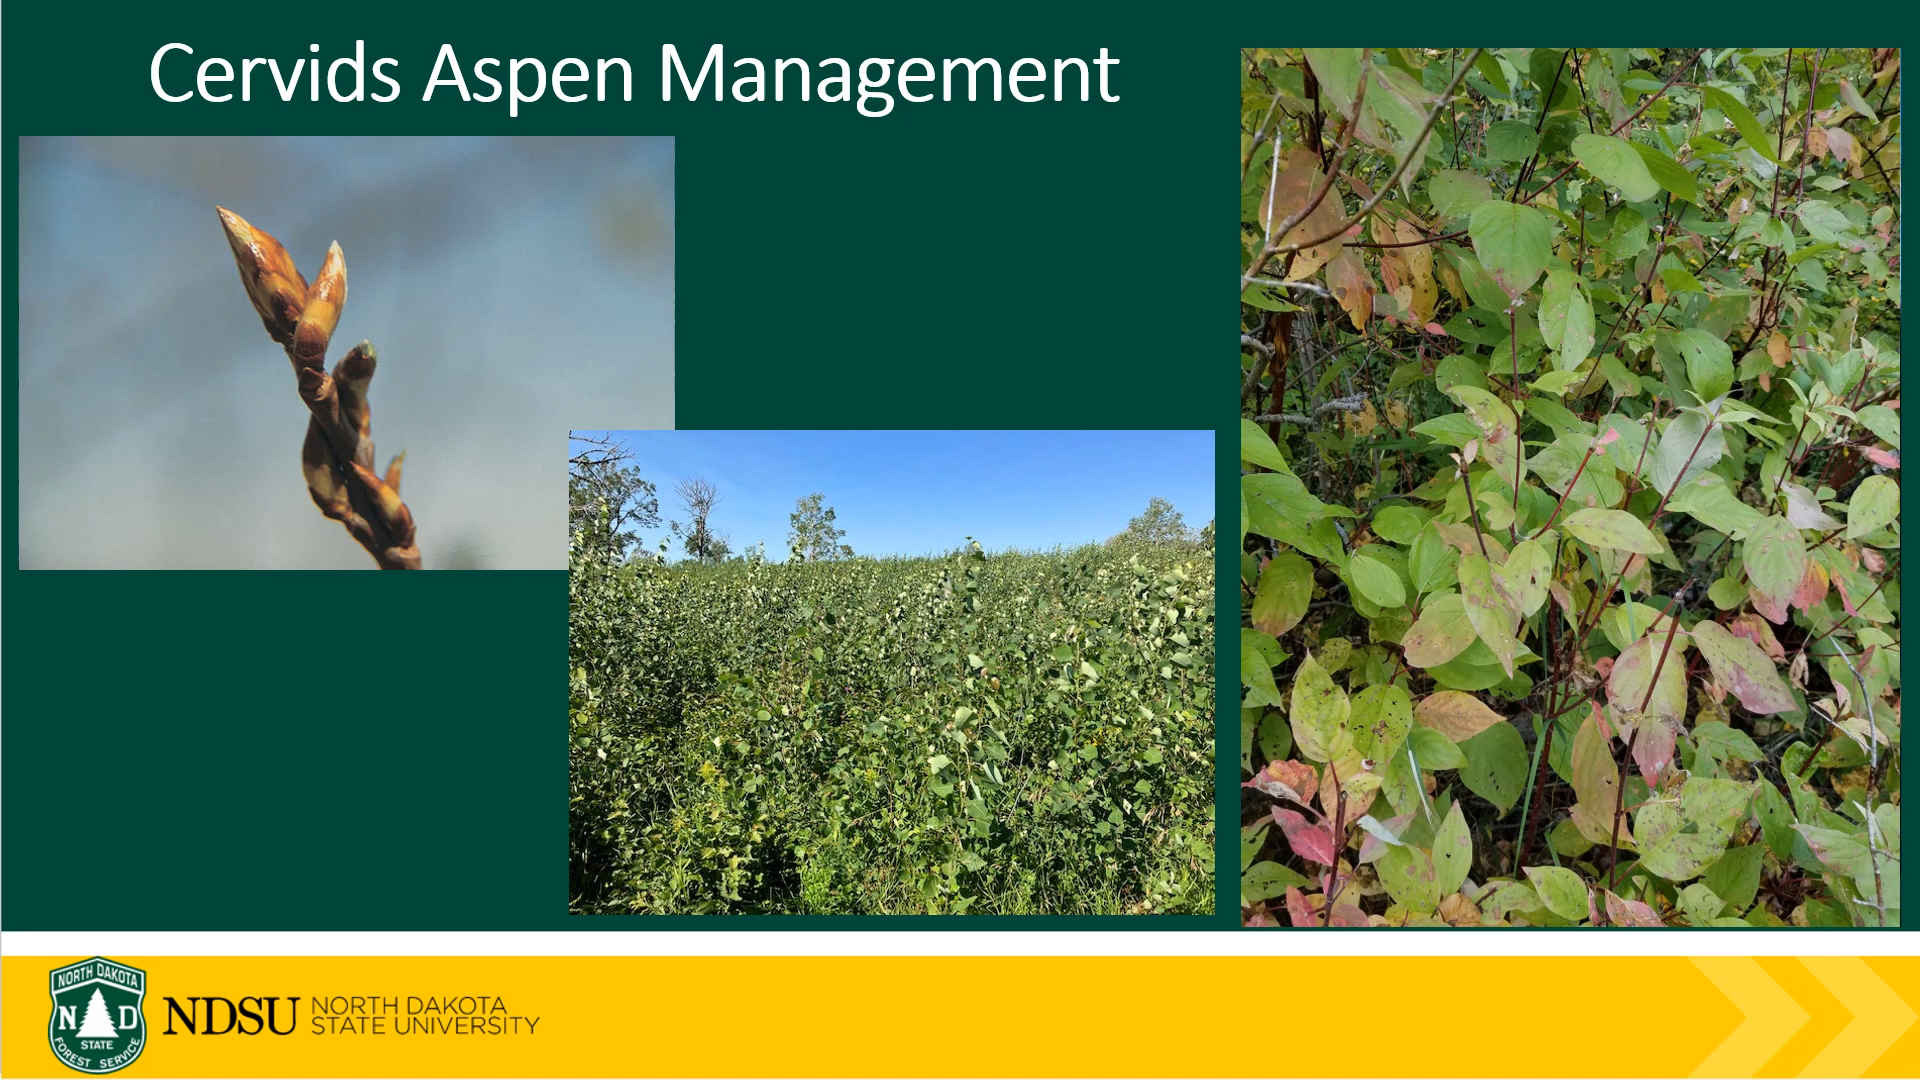 Cervids Aspen Management
NORTH DAKOTA
N D
STATE
FOREST SERVICE
NDSU
NORTH DAKOTA
STATE UNIVERSITY